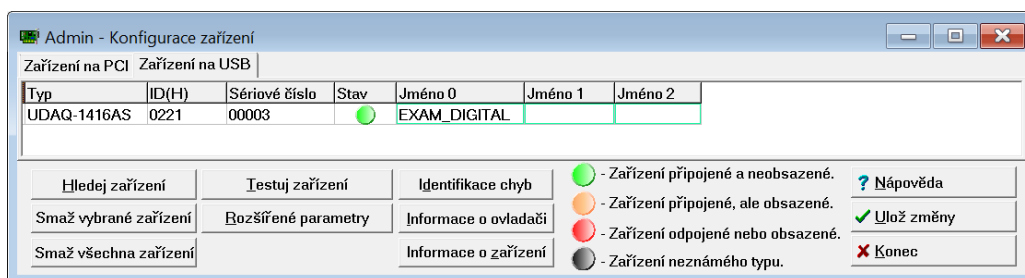 Admin - Konfigurace zařízení
Zařízení na PCI Zařízení na USB
Typ ID(H) Sériové číslo Stav Jméno 0 Jméno 1 Jméno 2
UDAQ-1416AS 0221 00003 EXAM_DIGITAL
Hledej zařízení Testuj zařízení Identifikace chyb - Zařízení připojené a neobsazené. ? Nápověda
Smaž vybrané zařízení Rozšířené parametry Informace o ovladači - Zařízení připojené, ale obsazené. Ulož změny
Smaž všechna zařízení Informace o zařízení - Zařízení odpojené nebo obsazené. Konec
- Zařízení neznámého typu.